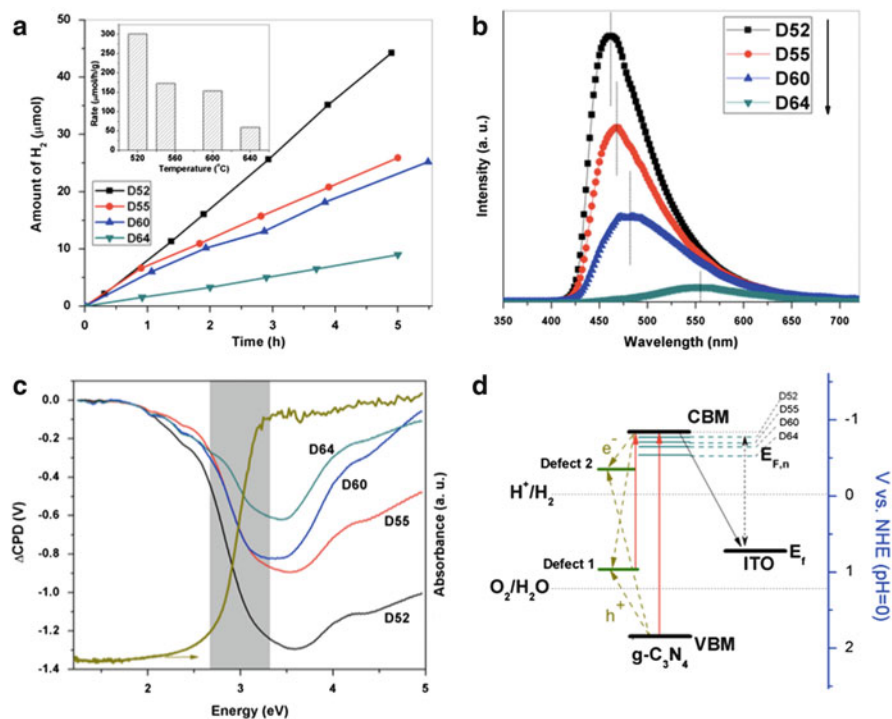 a
50
40
30
20
10
0
Amount of H2 (μmol)
0 1 2 3 4 5
Time (h)
D52
D55
D60
D64
400
350
300
250
200
150
100
50
0
Rate (μmol/h/g)
520 560 600 640
Temperature (°C)
b
Intensity (a. u.)
350 400 450 500 550 600 650 700
Wavelength (nm)
D52
D55
D60
D64
c
0.0
-0.2
-0.4
-0.6
-0.8
-1.0
-1.2
-1.4
ΔCPD (V)
D64
D60
D55
D52
Absorbance (a. u.)
2 3 4 5
Energy (eV)
d
CBM
D52
D55
D60
D64
EF,n
e-
Defect 2
H+/H2
Defect 1
ITO
Ef
O2/H2O
h+
VBM
g-C3N4
-1
0
1
2
V vs. NHE (pH=0)